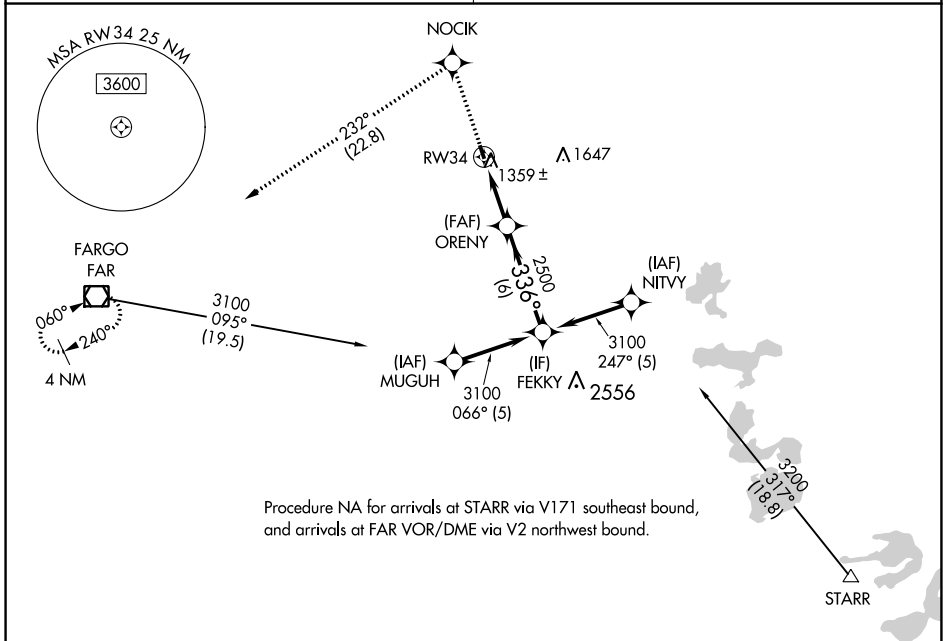 MSA RW34 25 NM
3600
NOCIK
232°
(22.8)
RW34
1647
1359 ±
(FAF)
ORENY
2500
336°
(6)
(IAF)
NITVY
FARGO
FAR
060°
240°
4 NM
3100
095°
(19.5)
(IAF)
MUGUH
3100
066° (5)
(IF)
FEKKY
2556
3100
247° (5)
3200
317°
(18.8)
STARR
Procedure NA for arrivals at STARR via V171 southeast bound,
and arrivals at FAR VOR/DME via V2 northwest bound.